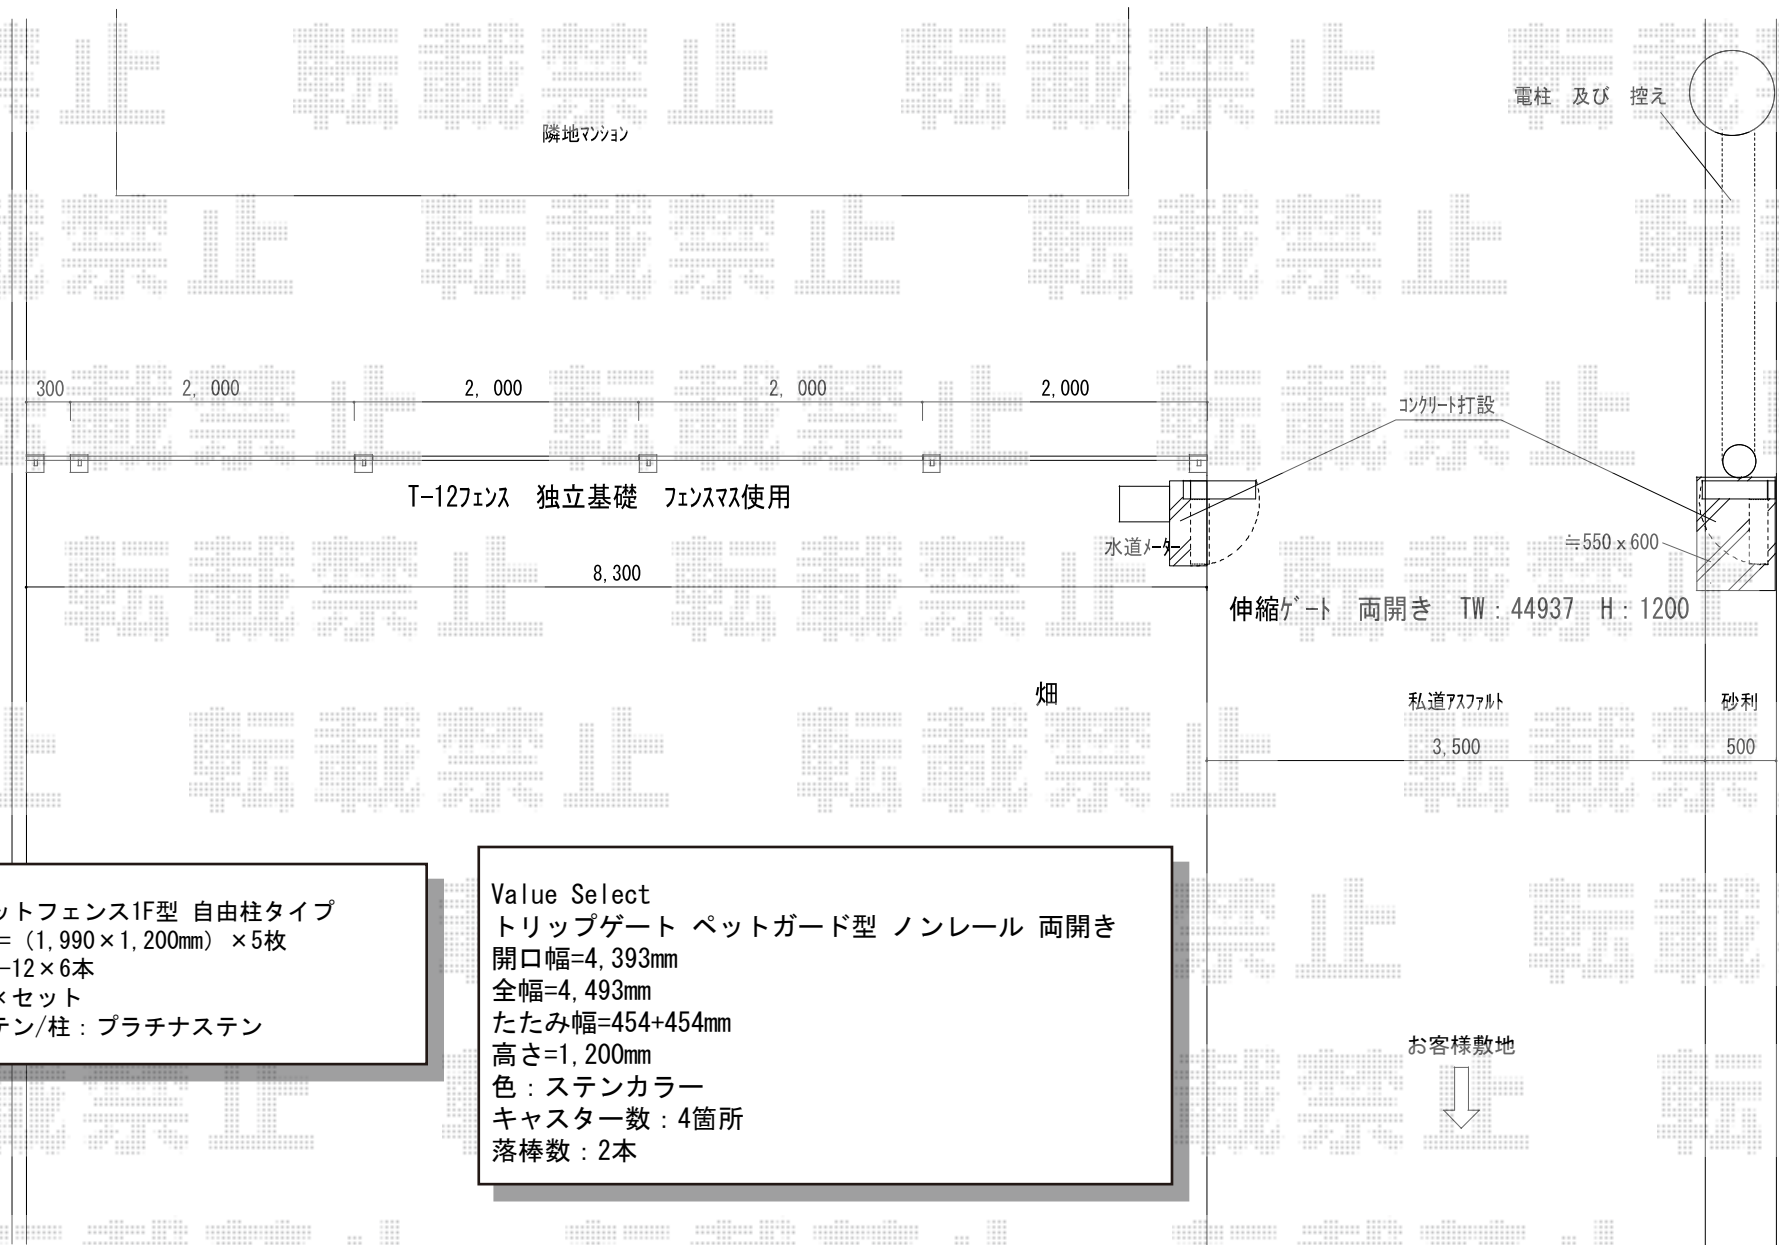 転載禁止
隣地マンション
電柱 及び 控え
300 2,000 2,000 2,000 2,000
コンクリート打設
T-12フェンス 独立基礎 フェンスマス使用
水道メーター
≒550x600
8,300
伸縮ゲート 両開き TW:44937 H:1200
畑
私道アスファルト 砂利
3,500 500
ットフェンス1F型 自由柱タイプ
=(1,990×1,200mm)×5枚
-12×6本
×セット
テン/柱:プラチナステン
Value Select
トリップゲート ペットガード型 ノンレール 両開き
開口幅=4,393mm
全幅=4,493mm
たたみ幅=454+454mm
高さ=1,200mm
色:ステンカラー
キャスター数:4箇所
落棒数:2本
お客様敷地